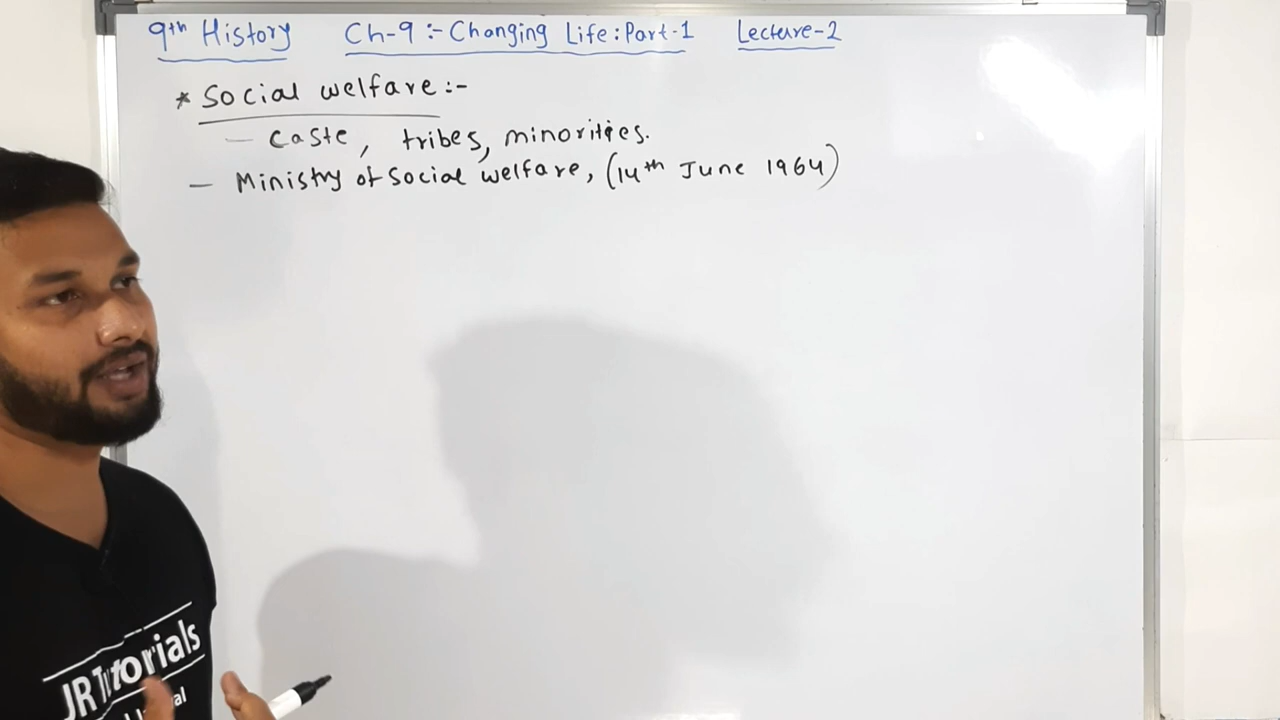 9th History Ch-9:- Changing Life: Part-1 Lecture-2
* Social welfare:-
- Caste, tribes, minorities.
- Ministry of Social welfare, (14th June 1964)
JR Tutorials